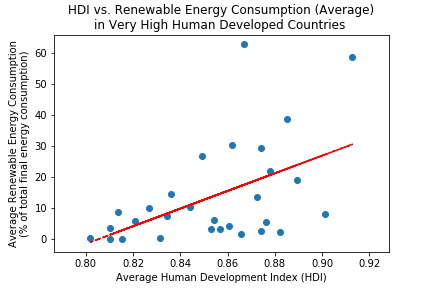 HDI vs. Renewable Energy Consumption (Average)
in Very High Human Developed Countries
Average Renewable Energy Consumption
(% of total final energy consumption)
60
50
40
30
20
10
0
0.80 0.82 0.84 0.86 0.88 0.90 0.92
Average Human Development Index (HDI)